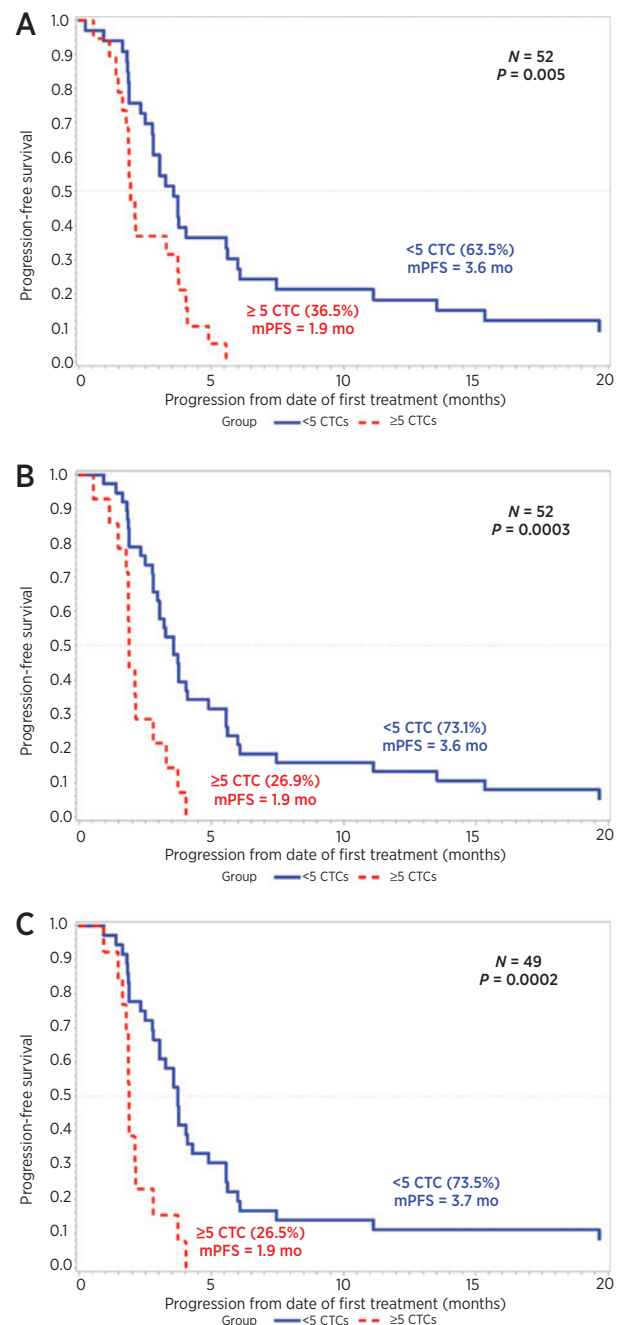 A
1.0
0.9
0.8
0.7
0.6
0.5
0.4
0.3
0.2
0.1
0.0
Progression-free survival
N = 52
P = 0.005
<5 CTC (63.5%)
mPFS = 3.6 mo
≥ 5 CTC (36.5%)
mPFS = 1.9 mo
0 5 10 15 20
Progression from date of first treatment (months)
Group <5 CTCs ≥5 CTCs
B
1.0
0.9
0.8
0.7
0.6
0.5
0.4
0.3
0.2
0.1
0.0
Progression-free survival
N = 52
P = 0.0003
<5 CTC (73.1%)
mPFS = 3.6 mo
≥5 CTC (26.9%)
mPFS = 1.9 mo
0 5 10 15 20
Progression from date of first treatment (months)
Group <5 CTCs ≥5 CTCs
C
1.0
0.9
0.8
0.7
0.6
0.5
0.4
0.3
0.2
0.1
0.0
Progression-free survival
N = 49
P = 0.0002
<5 CTC (73.5%)
mPFS = 3.7 mo
≥5 CTC (26.5%)
mPFS = 1.9 mo
0 5 10 15 20
Progression from date of first treatment (months)
Group <5 CTCs ≥5 CTCs